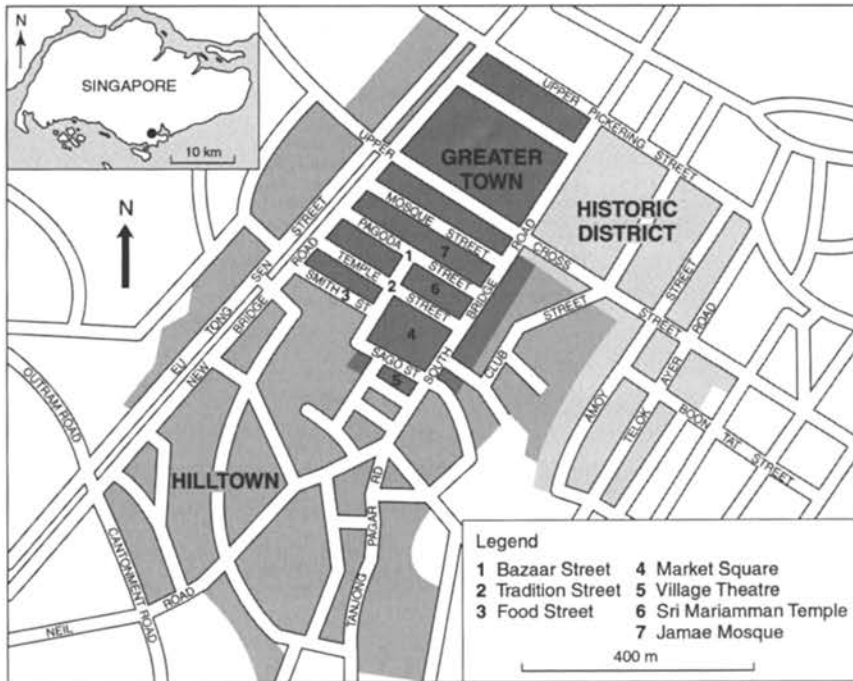 N
SINGAPORE
10 km
N
UPPER PICKERING STREET
GREATER
TOWN
HISTORIC
DISTRICT
UPPER
CROSS
STREET
MOSQUE STREET
PAGODA STREET
TEMPLE STREET
SMITH ST
SAGO ST
SOUTH
BRIDGE
ROAD
EU TONG SEN STREET
NEW BRIDGE ROAD
CLUB
STREET
AMOY
STREET
TELOK
AYER
ROAD
BOON TAT STREET
OUTRAM ROAD
HILLTOWN
CANTONMENT ROAD
NEIL
ROAD
TANJONG
PAGAR
RD
1
2
3
4
5
6
7
Legend
1 Bazaar Street
2 Tradition Street
3 Food Street
4 Market Square
5 Village Theatre
6 Sri Mariamman Temple
7 Jamae Mosque
400 m